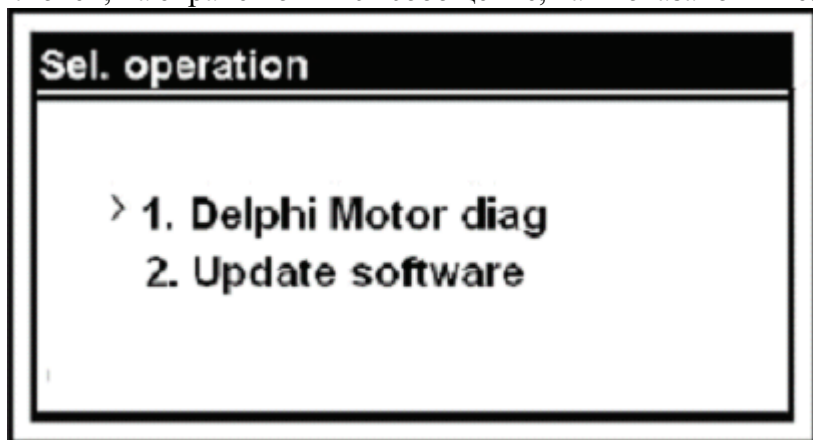 Sel. operation
> 1. Delphi Motor diag
2. Update software